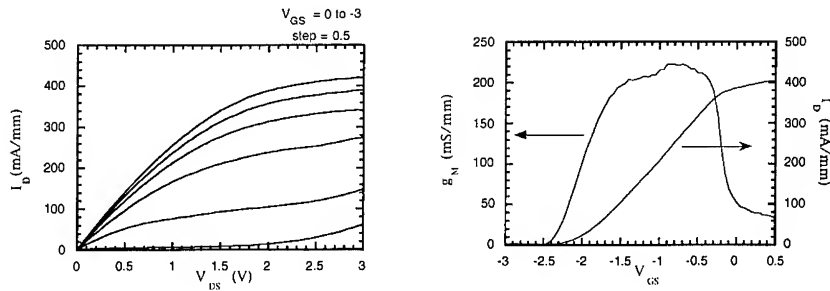 V_GS = 0 to -3
step = 0.5
I_D (mA/mm)
500
400
300
200
100
0
0 0.5 1 1.5 2 2.5 3
V_DS (V)
g_M (mS/mm)
250
200
150
100
50
0
-3 -2.5 -2 -1.5 -1 -0.5 0 0.5
V_GS
500
400
300
200
100
0
I_D (mA/mm)